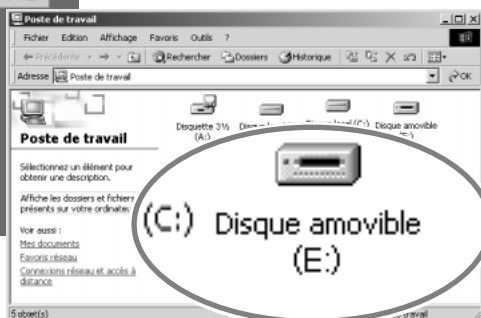 Poste de travail
Fichier Edition Affichage Favoris Outils ?
Précédente Rechercher Dossiers Historique
Adresse Poste de travail OK
Disquette 3½ (A:)
Disque amovible
Poste de travail
Sélectionnez un élément pour
obtenir une description.
Affiche les dossiers et fichiers
présents sur votre ordinateur
Voir aussi :
Mes documents
Favoris réseau
Connexions réseau et accès à
distance
(C:) Disque amovible
(E:)
5 objet(s)
travail